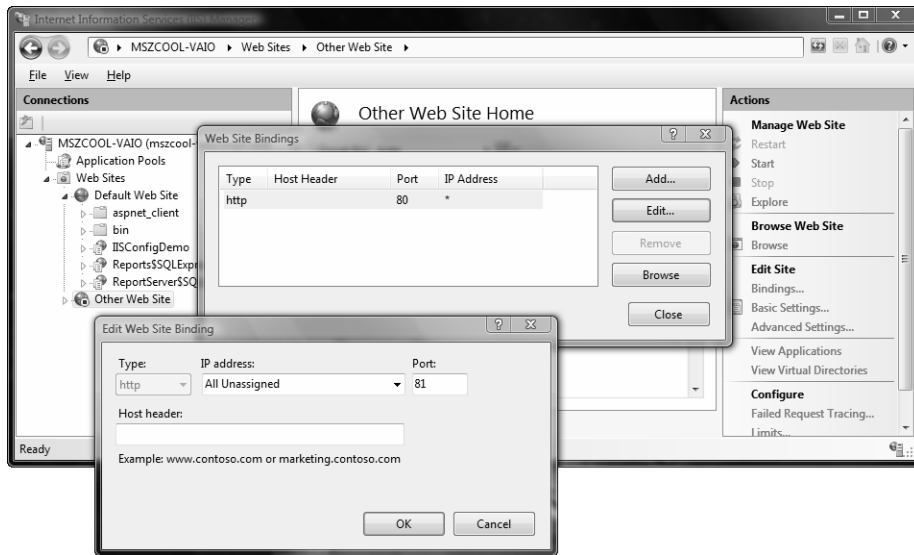 Internet Information Services (IIS) Manager
MSZCOOL-VAIO Web Sites Other Web Site
File View Help
Connections
MSZCOOL-VAIO (mszcool-
Application Pools
Web Sites
Default Web Site
aspnet_client
bin
IISConfigDemo
Reports$SQLExpr
ReportServer$SQ
Other Web Site
Ready
Other Web Site Home
Web Site Bindings
Type Host Header Port IP Address
http 80 *
Add...
Edit...
Remove
Browse
Close
Edit Web Site Binding
Type: IP address: Port:
http All Unassigned 81
Host header:
Example: www.contoso.com or marketing.contoso.com
OK Cancel
Actions
Manage Web Site
Restart
Start
Stop
Explore
Browse Web Site
Browse
Edit Site
Bindings...
Basic Settings...
Advanced Settings...
View Applications
View Virtual Directories
Configure
Failed Request Tracing...
Limits...